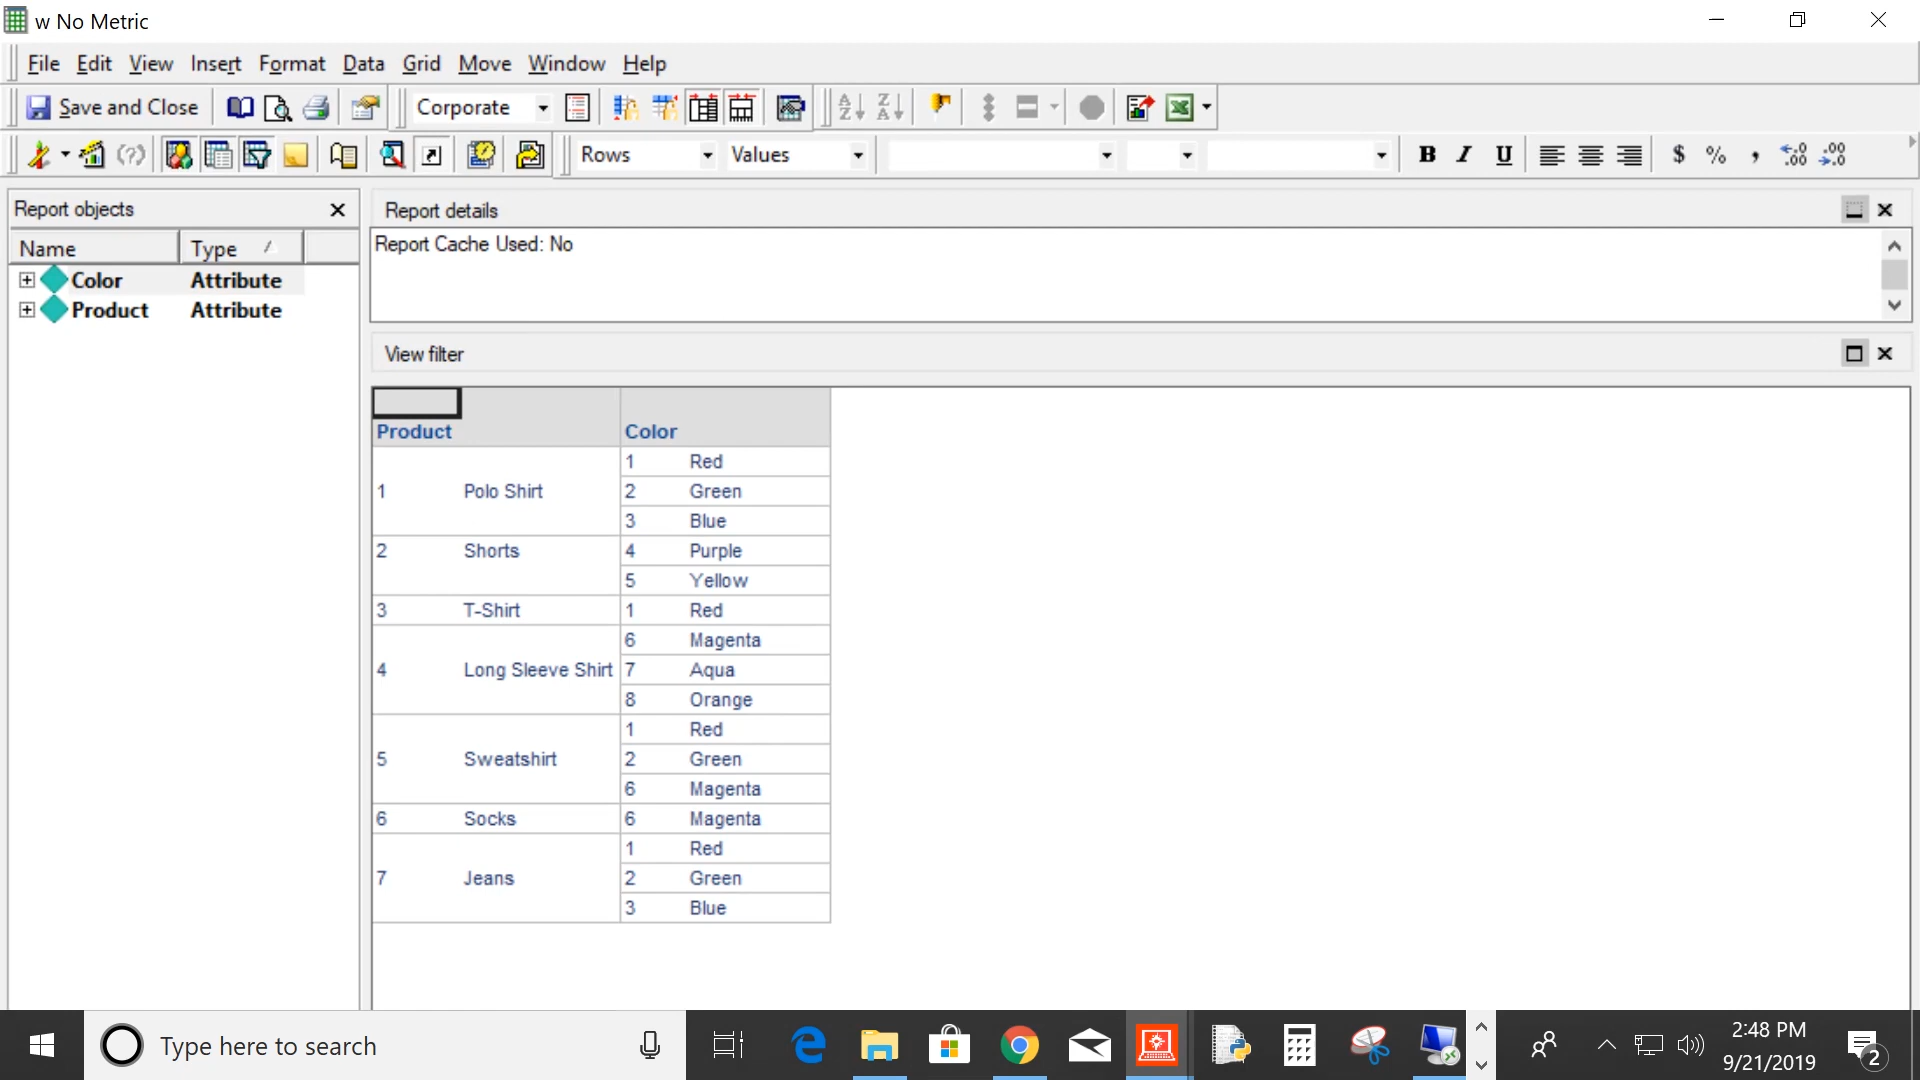 w No Metric
File Edit View Insert Format Data Grid Move Window Help
Save and Close Corporate
Rows Values B I U $ % , .00 .00
Report objects
Name Type
Color Attribute
Product Attribute
Report details
Report Cache Used: No
View filter
Product Color
1 Polo Shirt 1 Red
2 Green
3 Blue
2 Shorts 4 Purple
5 Yellow
3 T-Shirt 1 Red
4 Long Sleeve Shirt 6 Magenta
7 Aqua
8 Orange
5 Sweatshirt 1 Red
2 Green
6 Magenta
6 Socks 6 Magenta
7 Jeans 1 Red
2 Green
3 Blue
Type here to search
2:48 PM
9/21/2019
2